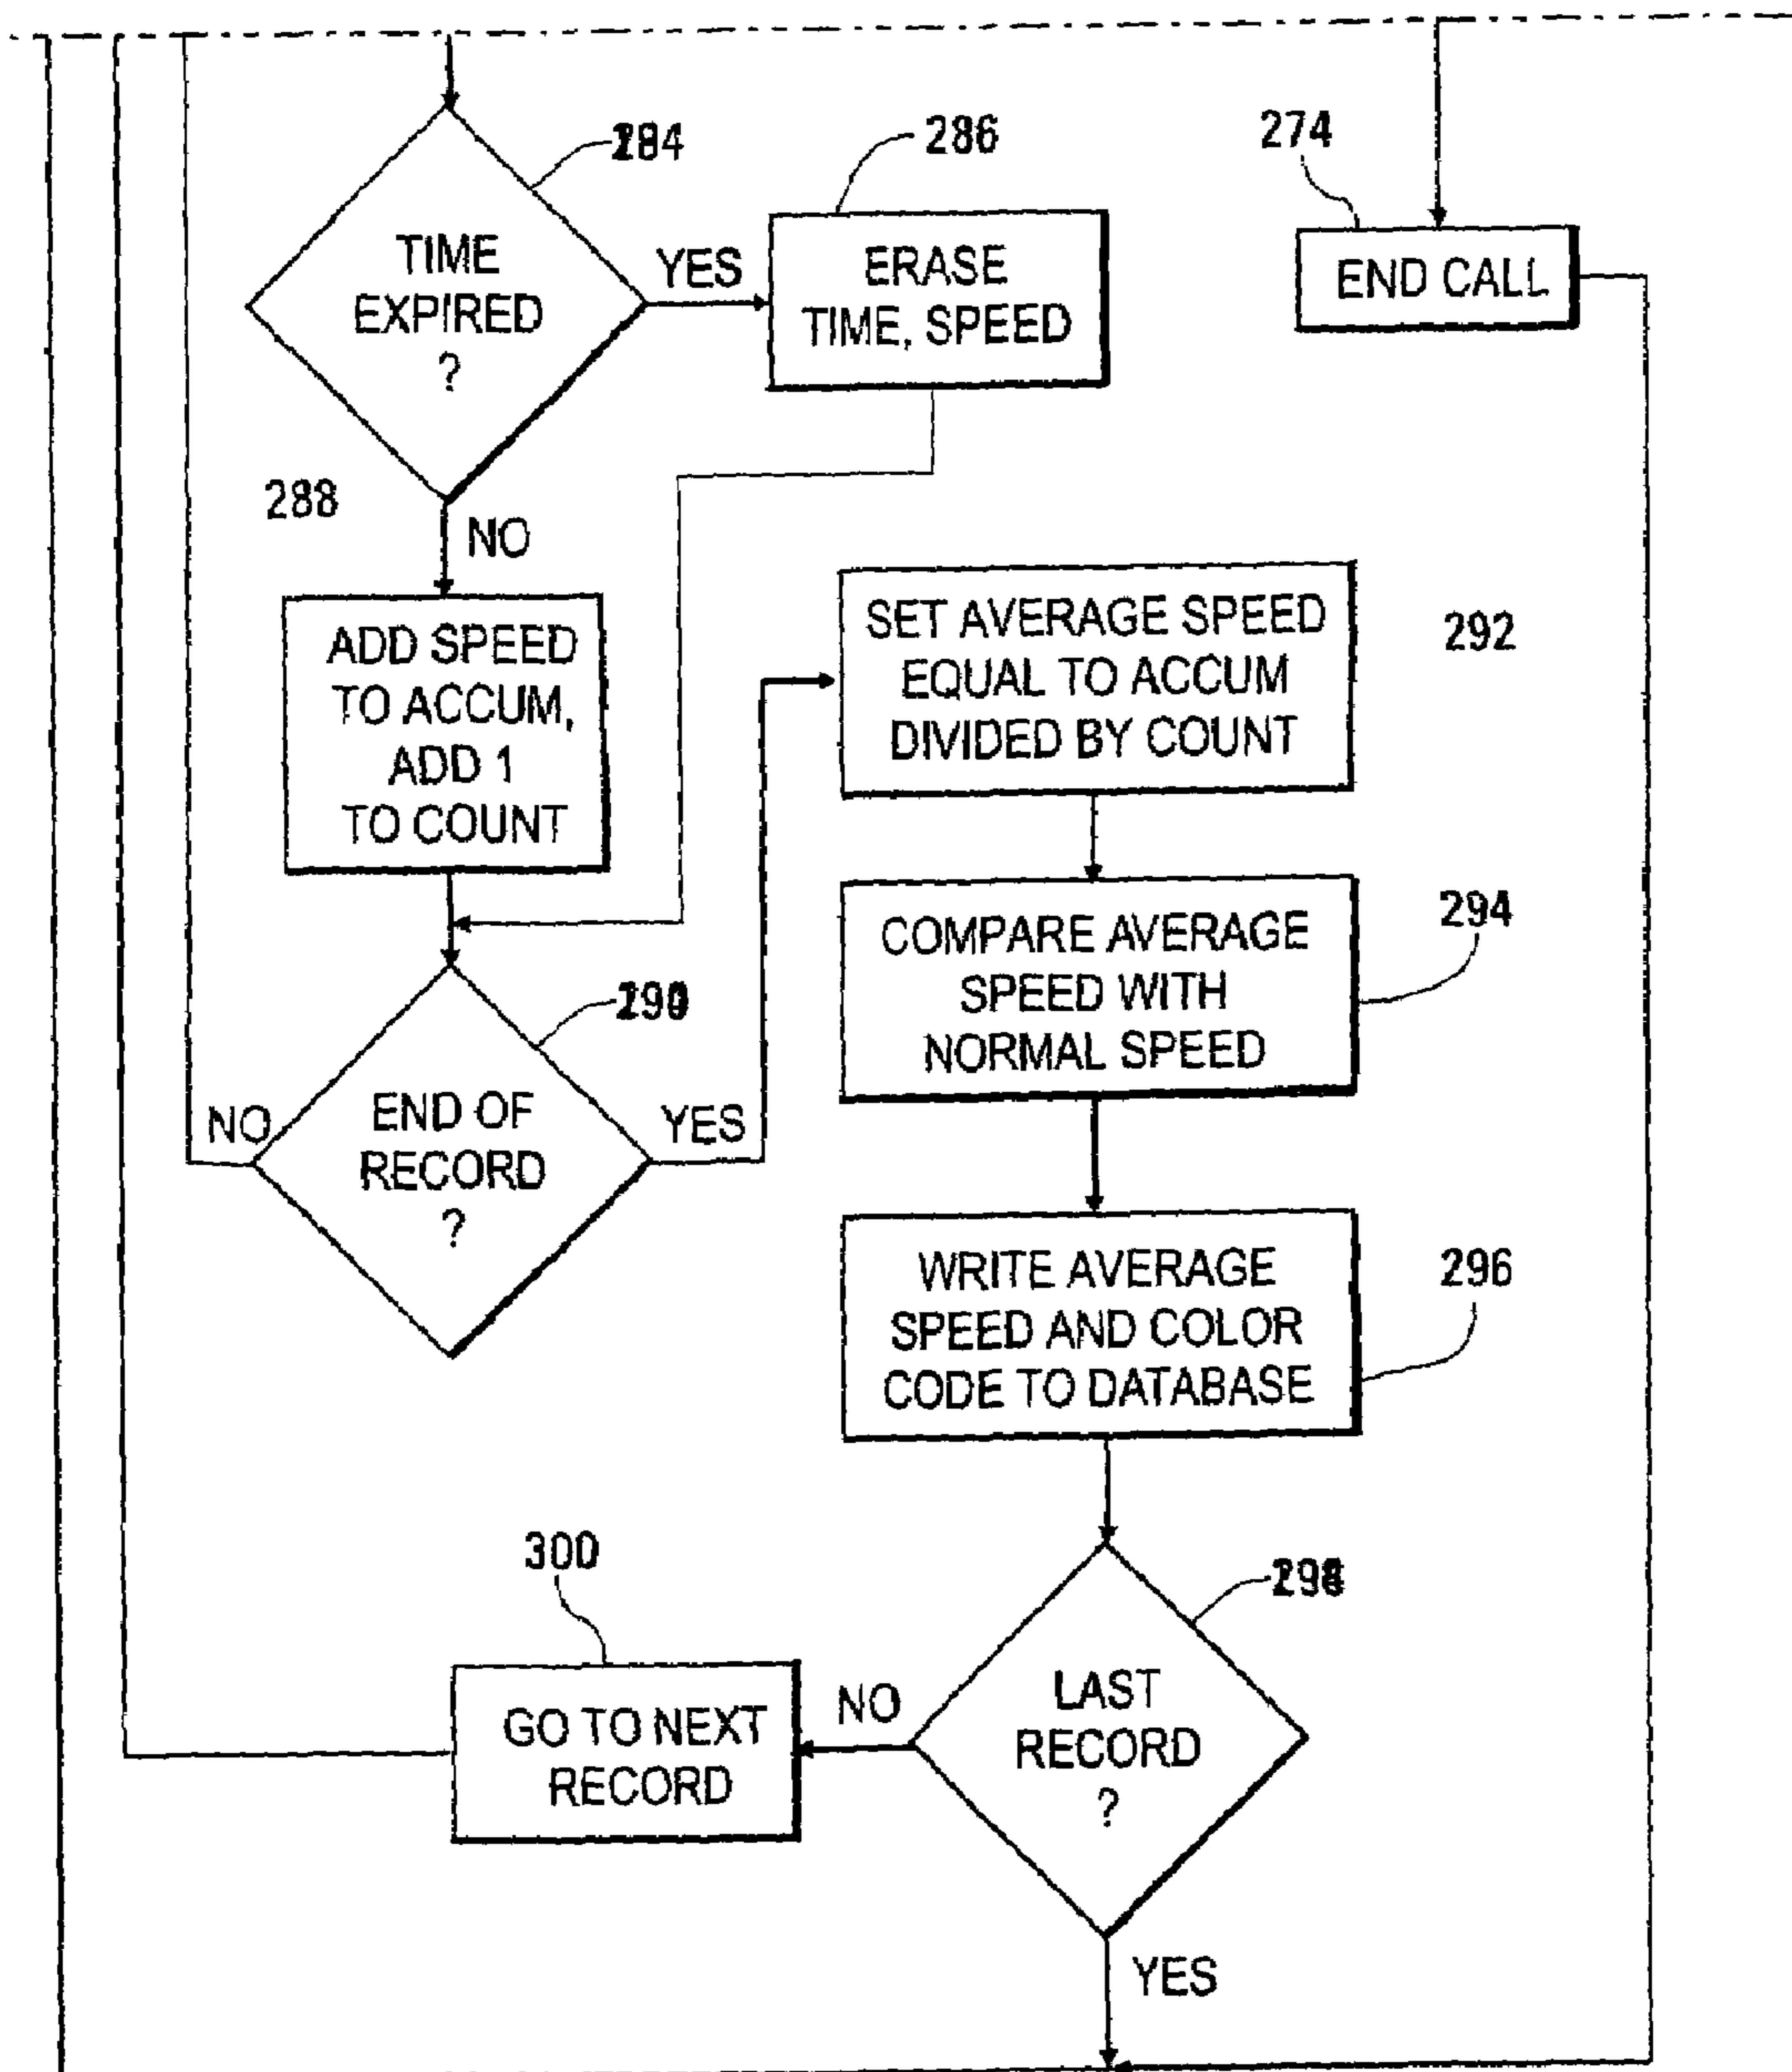 284
286
274
TIME
EXPIRED
?
YES
ERASE
TIME, SPEED
END CALL
288
NO
ADD SPEED
TO ACCUM,
ADD 1
TO COUNT
SET AVERAGE SPEED
EQUAL TO ACCUM
DIVIDED BY COUNT
292
COMPARE AVERAGE
SPEED WITH
NORMAL SPEED
294
290
NO
END OF
RECORD
?
YES
WRITE AVERAGE
SPEED AND COLOR
CODE TO DATABASE
296
300
298
GO TO NEXT
RECORD
NO
LAST
RECORD
?
YES